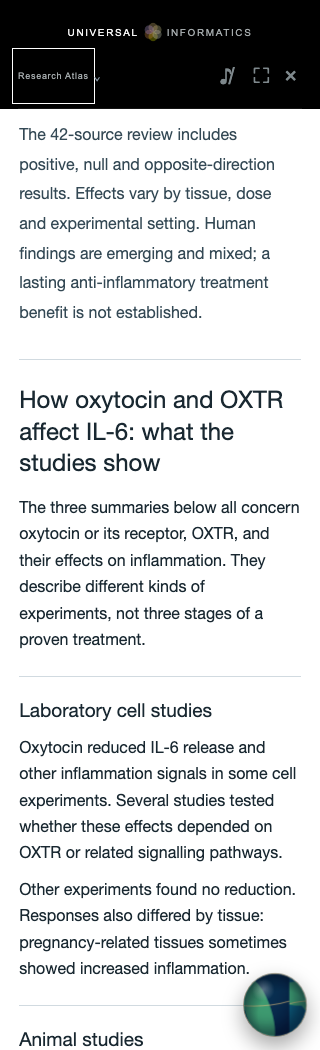 UNIVERSAL INFORMATICS
Research Atlas
The 42-source review includes
positive, null and opposite-direction
results. Effects vary by tissue, dose
and experimental setting. Human
findings are emerging and mixed; a
lasting anti-inflammatory treatment
benefit is not established.
How oxytocin and OXTR
affect IL-6: what the
studies show
The three summaries below all concern
oxytocin or its receptor, OXTR, and
their effects on inflammation. They
describe different kinds of
experiments, not three stages of a
proven treatment.
Laboratory cell studies
Oxytocin reduced IL-6 release and
other inflammation signals in some cell
experiments. Several studies tested
whether these effects depended on
OXTR or related signalling pathways.
Other experiments found no reduction.
Responses also differed by tissue:
pregnancy-related tissues sometimes
showed increased inflammation.
Animal studies